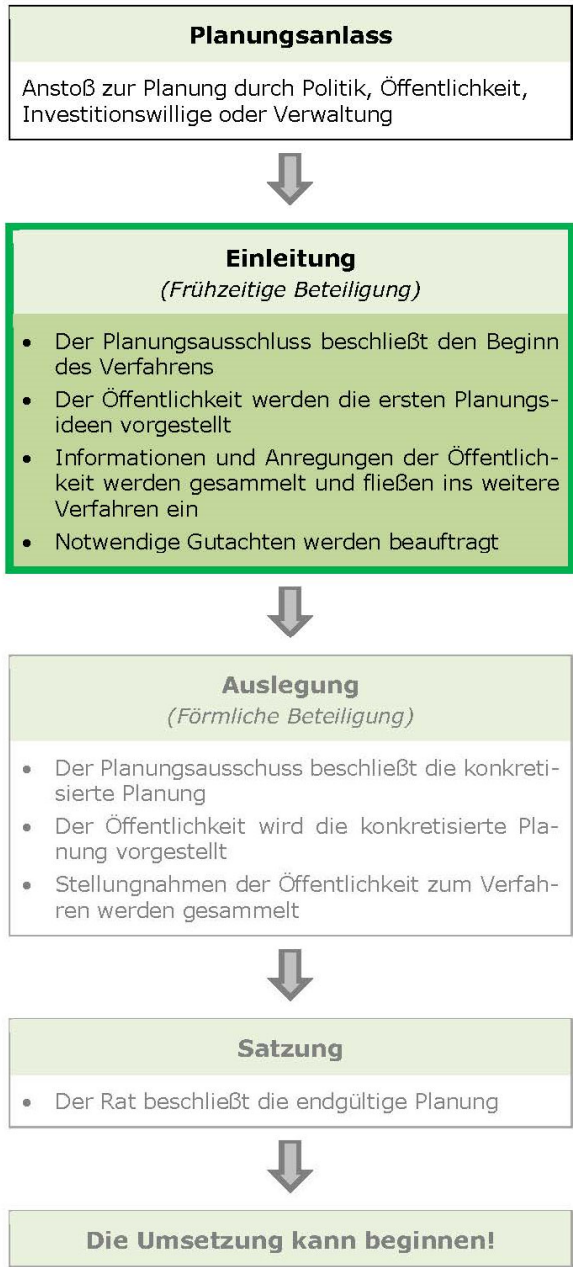 Planungsanlass
Anstoß zur Planung durch Politik, Öffentlichkeit,
Investitionswillige oder Verwaltung
Einleitung
(Frühzeitige Beteiligung)
• Der Planungsausschluss beschließt den Beginn
des Verfahrens
• Der Öffentlichkeit werden die ersten Planungs-
ideen vorgestellt
• Informationen und Anregungen der Öffentlich-
keit werden gesammelt und fließen ins weitere
Verfahren ein
• Notwendige Gutachten werden beauftragt
Auslegung
(Förmliche Beteiligung)
• Der Planungsausschuss beschließt die konkreti-
sierte Planung
• Der Öffentlichkeit wird die konkretisierte Pla-
nung vorgestellt
• Stellungnahmen der Öffentlichkeit zum Verfah-
ren werden gesammelt
Satzung
• Der Rat beschließt die endgültige Planung
Die Umsetzung kann beginnen!